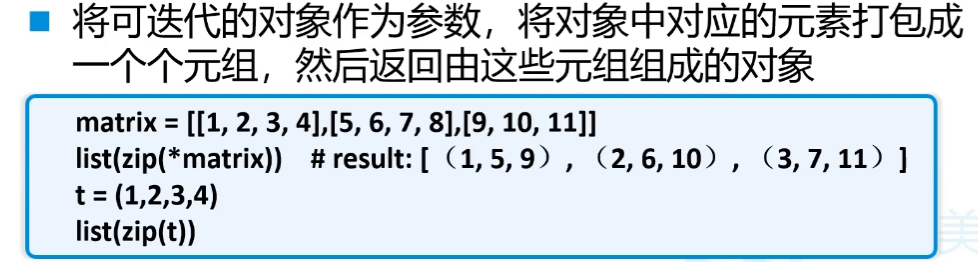 将可迭代的对象作为参数，将对象中对应的元素打包成
一个个元组，然后返回由这些元组组成的对象
matrix = [[1, 2, 3, 4],[5, 6, 7, 8],[9, 10, 11]]
list(zip(*matrix))    # result: [（1, 5, 9）,（2, 6, 10）,（3, 7, 11）]
t = (1,2,3,4)
list(zip(t))
美